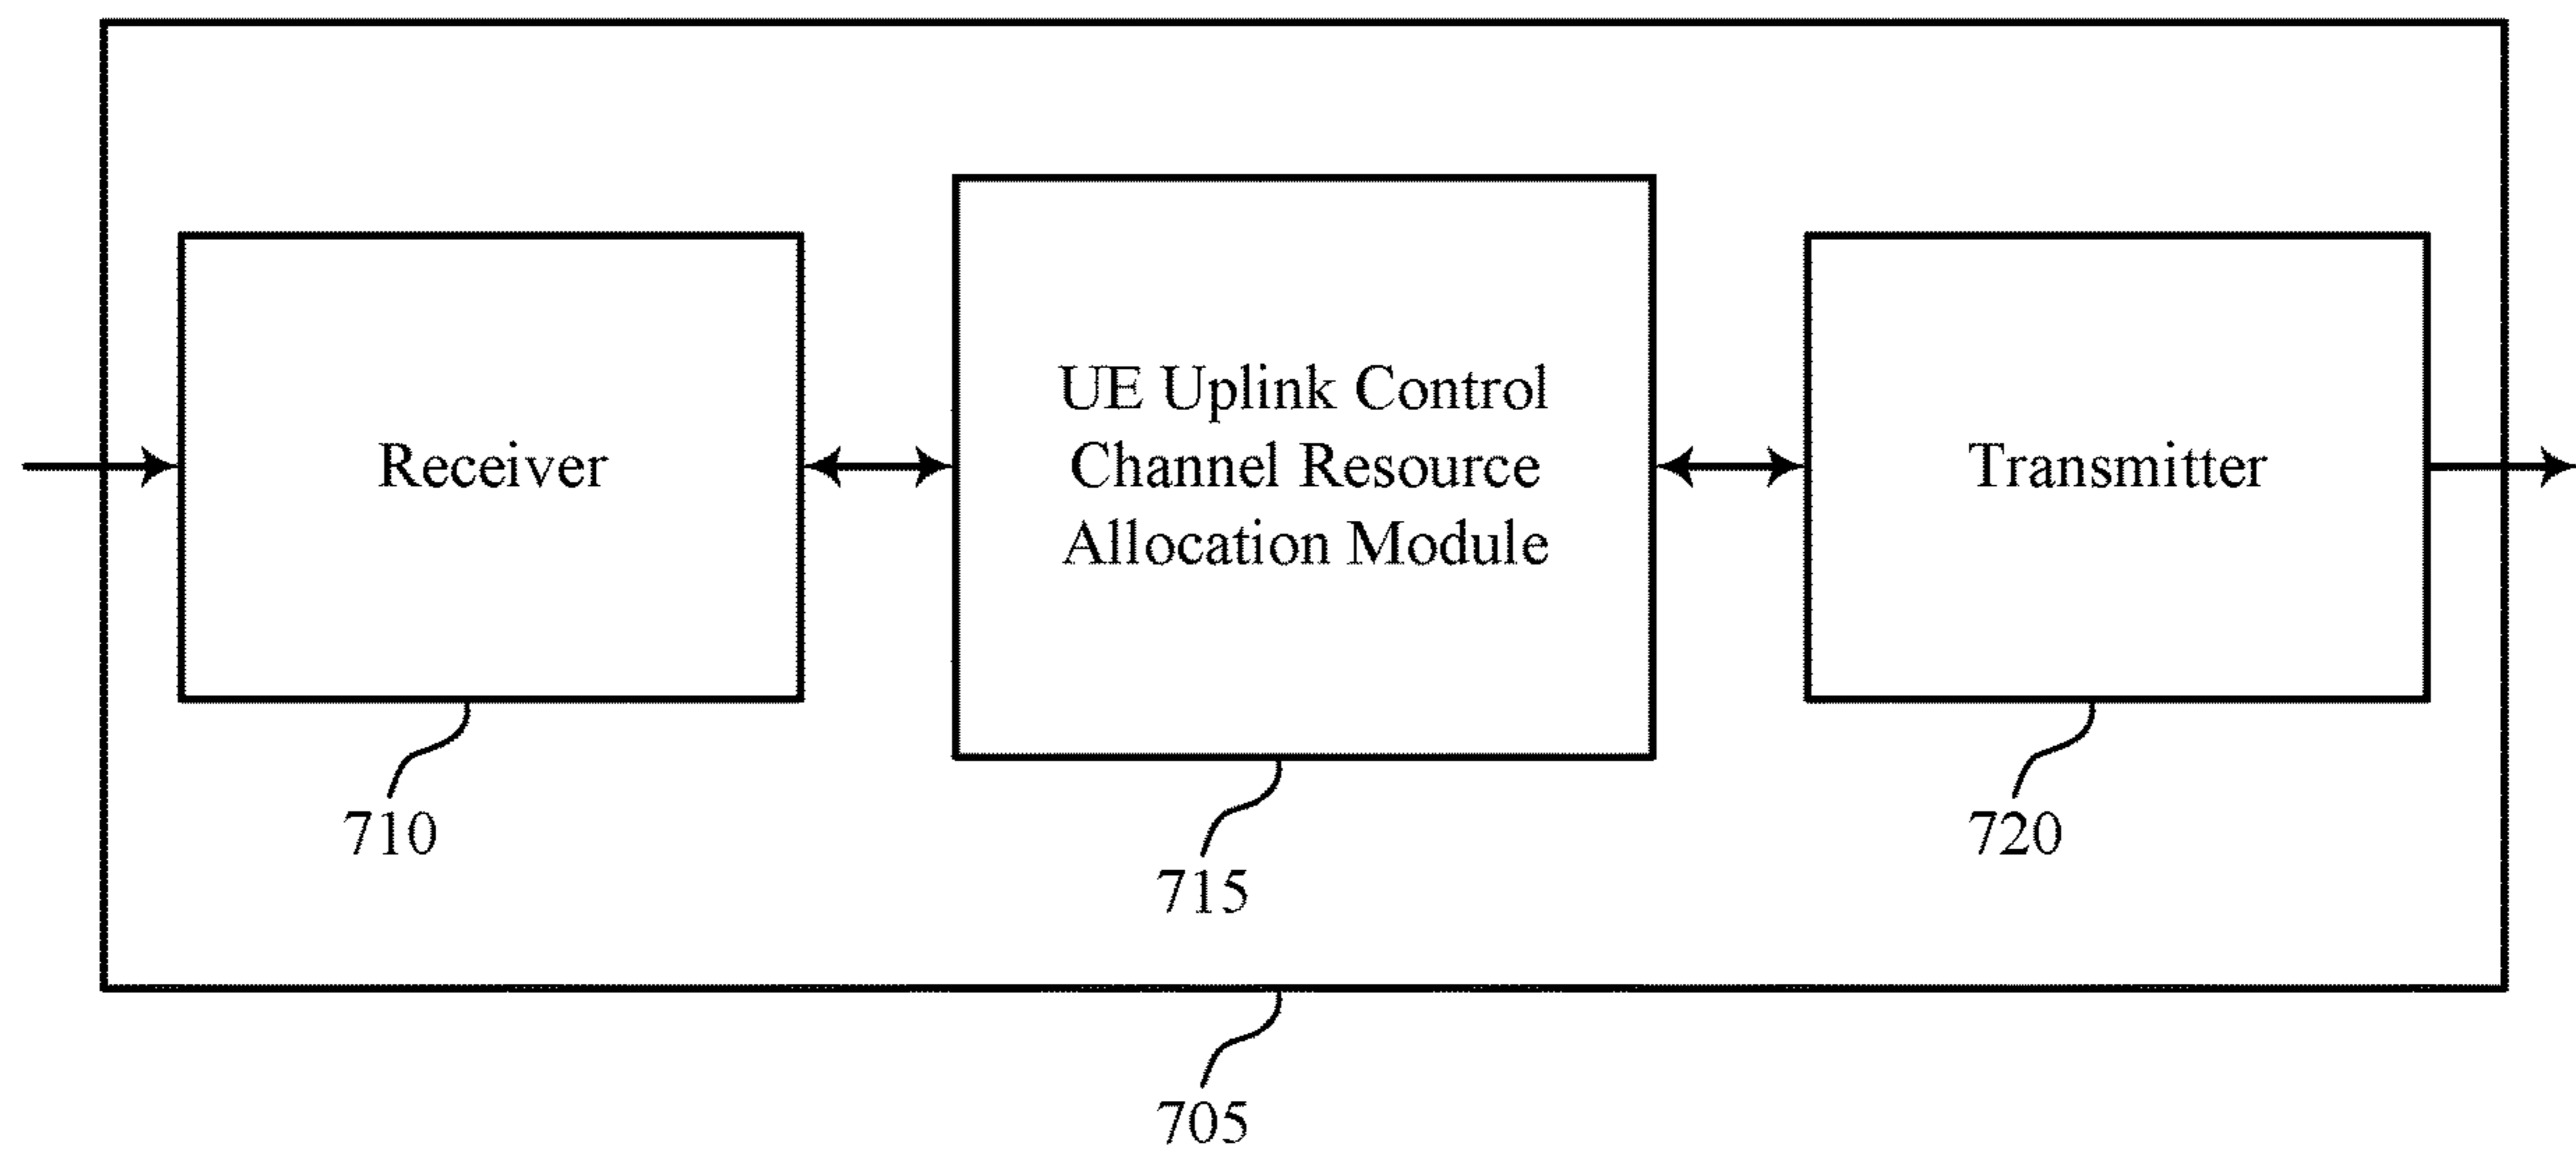 Receiver
UE Uplink Control
Channel Resource
Allocation Module
Transmitter
710
715
720
705